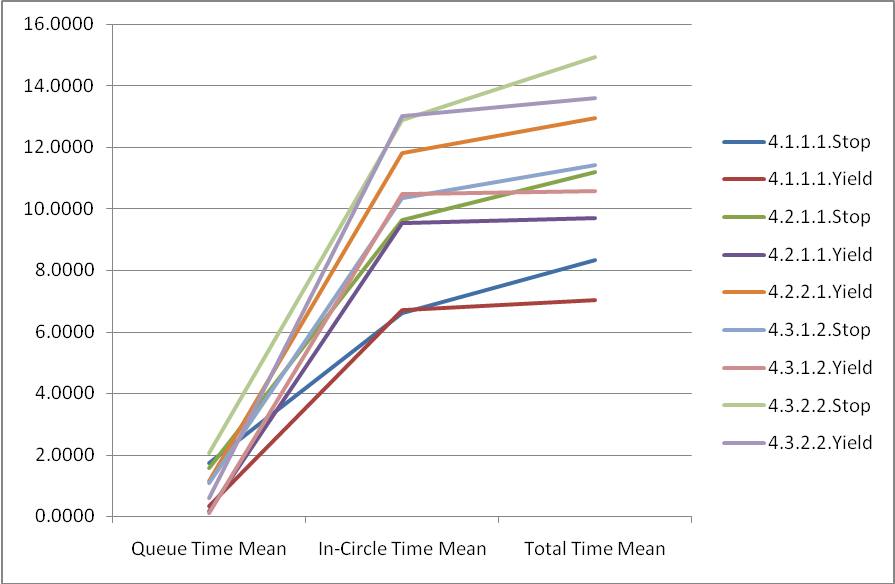 16.0000
14.0000
12.0000
10.0000
8.0000
6.0000
4.0000
2.0000
0.0000
Queue Time Mean
In-Circle Time Mean
Total Time Mean
4.1.1.1.Stop
4.1.1.1.Yield
4.2.1.1.Stop
4.2.1.1.Yield
4.2.2.1.Yield
4.3.1.2.Stop
4.3.1.2.Yield
4.3.2.2.Stop
4.3.2.2.Yield